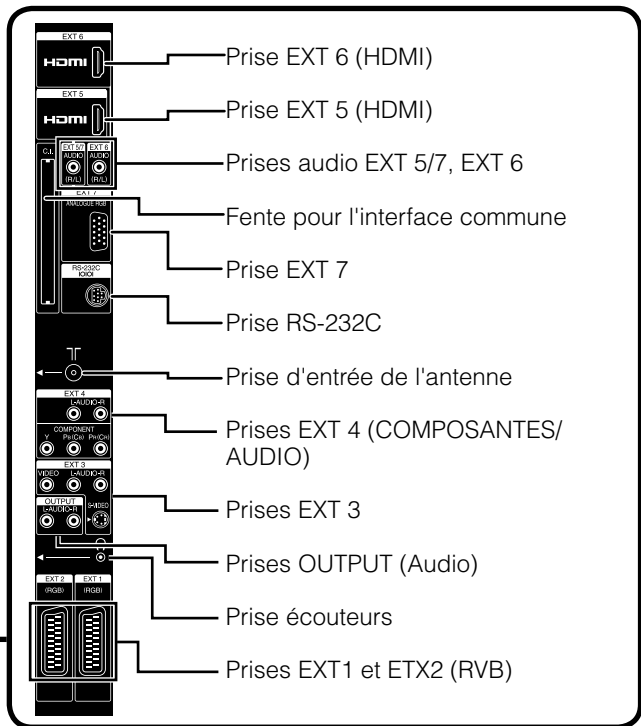 EXT 6
HDMI
Prise EXT 6 (HDMI)
EXT 5
HDMI
Prise EXT 5 (HDMI)
C.I.
EXT 5/7 EXT 6
AUDIO AUDIO
(R/L) (R/L)
Prises audio EXT 5/7, EXT 6
Fente pour l'interface commune
EXT 7
ANALOGUE RGB
Prise EXT 7
RS-232C
IOIOI
Prise RS-232C
Prise d'entrée de l'antenne
EXT 4
L-AUDIO-R
COMPONENT
Y PB(CB) PR(CR)
Prises EXT 4 (COMPOSANTES/
AUDIO)
EXT 3
VIDEO L-AUDIO-R
Prises EXT 3
OUTPUT
L-AUDIO-R
S-VIDEO
Prises OUTPUT (Audio)
Prise écouteurs
EXT 2 EXT 1
(RGB) (RGB)
Prises EXT1 et ETX2 (RVB)